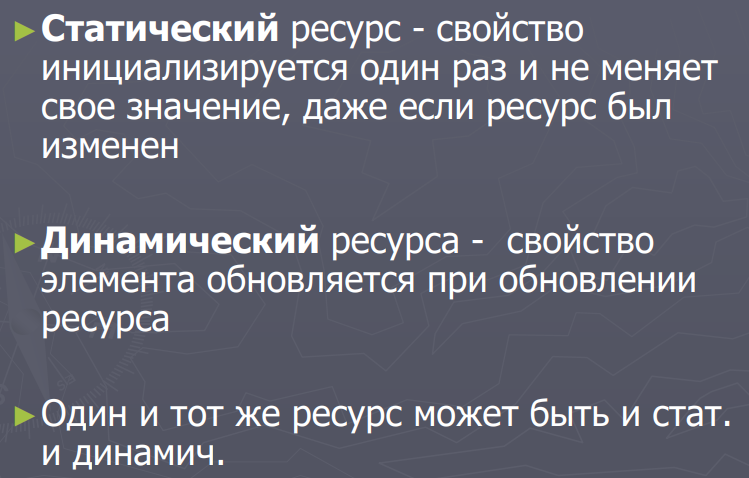 ►Статический ресурс - свойство
инициализируется один раз и не меняет
свое значение, даже если ресурс был
изменен
►Динамический ресурса -  свойство
элемента обновляется при обновлении
ресурса
►Один и тот же ресурс может быть и стат.
и динамич.